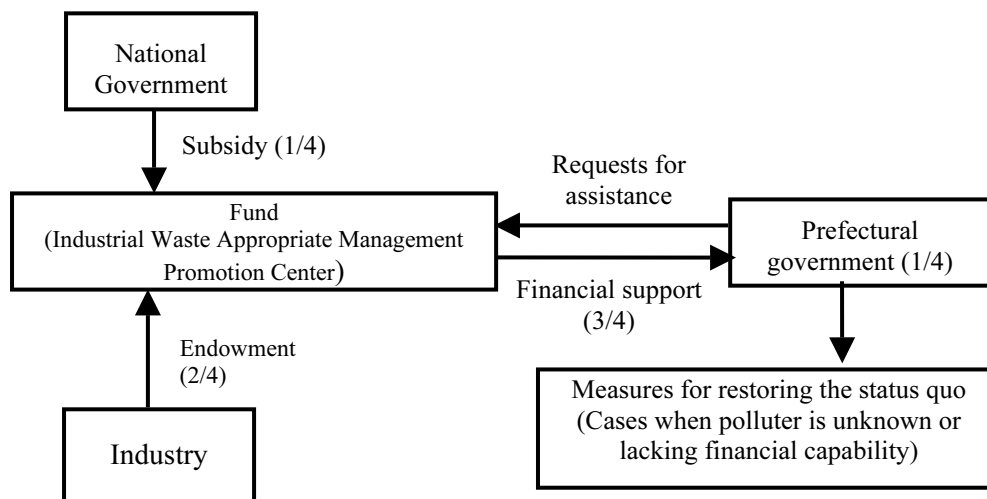 National
Government
Subsidy (1/4)
Requests for
assistance
Fund
(Industrial Waste Appropriate Management
Promotion Center)
Prefectural
government (1/4)
Financial support
(3/4)
Endowment
(2/4)
Measures for restoring the status quo
(Cases when polluter is unknown or
lacking financial capability)
Industry